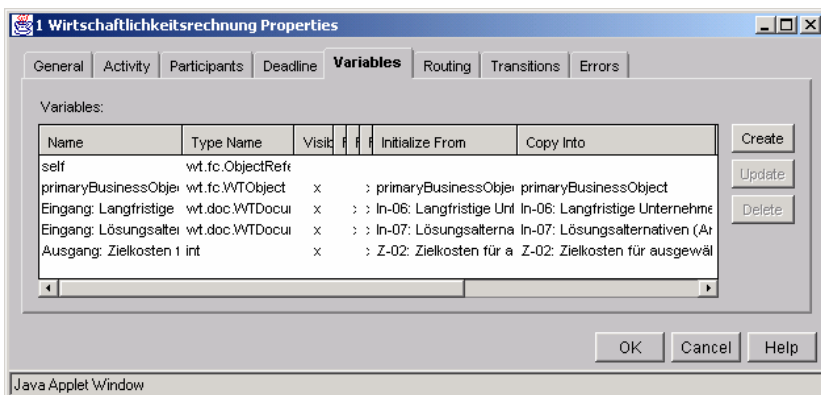 1 Wirtschaftlichkeitsrechnung Properties
General Activity Participants Deadline Variables Routing Transitions Errors
Variables:
Name Type Name Visib F F F Initialize From Copy Into
Create
self wt.fc.ObjectRefe
Update
primaryBusinessObje wt.fc.WTObject x primaryBusinessObje primaryBusinessObject
Eingang: Langfristige wt.doc.WTDocui x In-06: Langfristige Unt In-06: Langfristige Unternehme
Delete
Eingang: Lösungsalter wt.doc.WTDocui x In-07: Lösungsalterna In-07: Lösungsalternativen (Ar
Ausgang: Zielkosten f int x Z-02: Zielkosten für a Z-02: Zielkosten für ausgewäl
OK Cancel Help
Java Applet Window